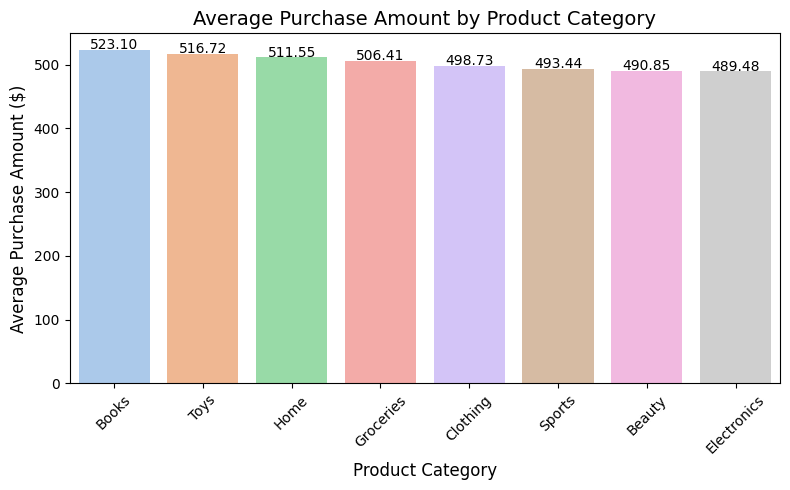 Average Purchase Amount by Product Category
523.10 516.72 511.55 506.41 498.73 493.44 490.85 489.48
500
400
300
200
100
0
Average Purchase Amount ($)
Books Toys Home Groceries Clothing Sports Beauty Electronics
Product Category